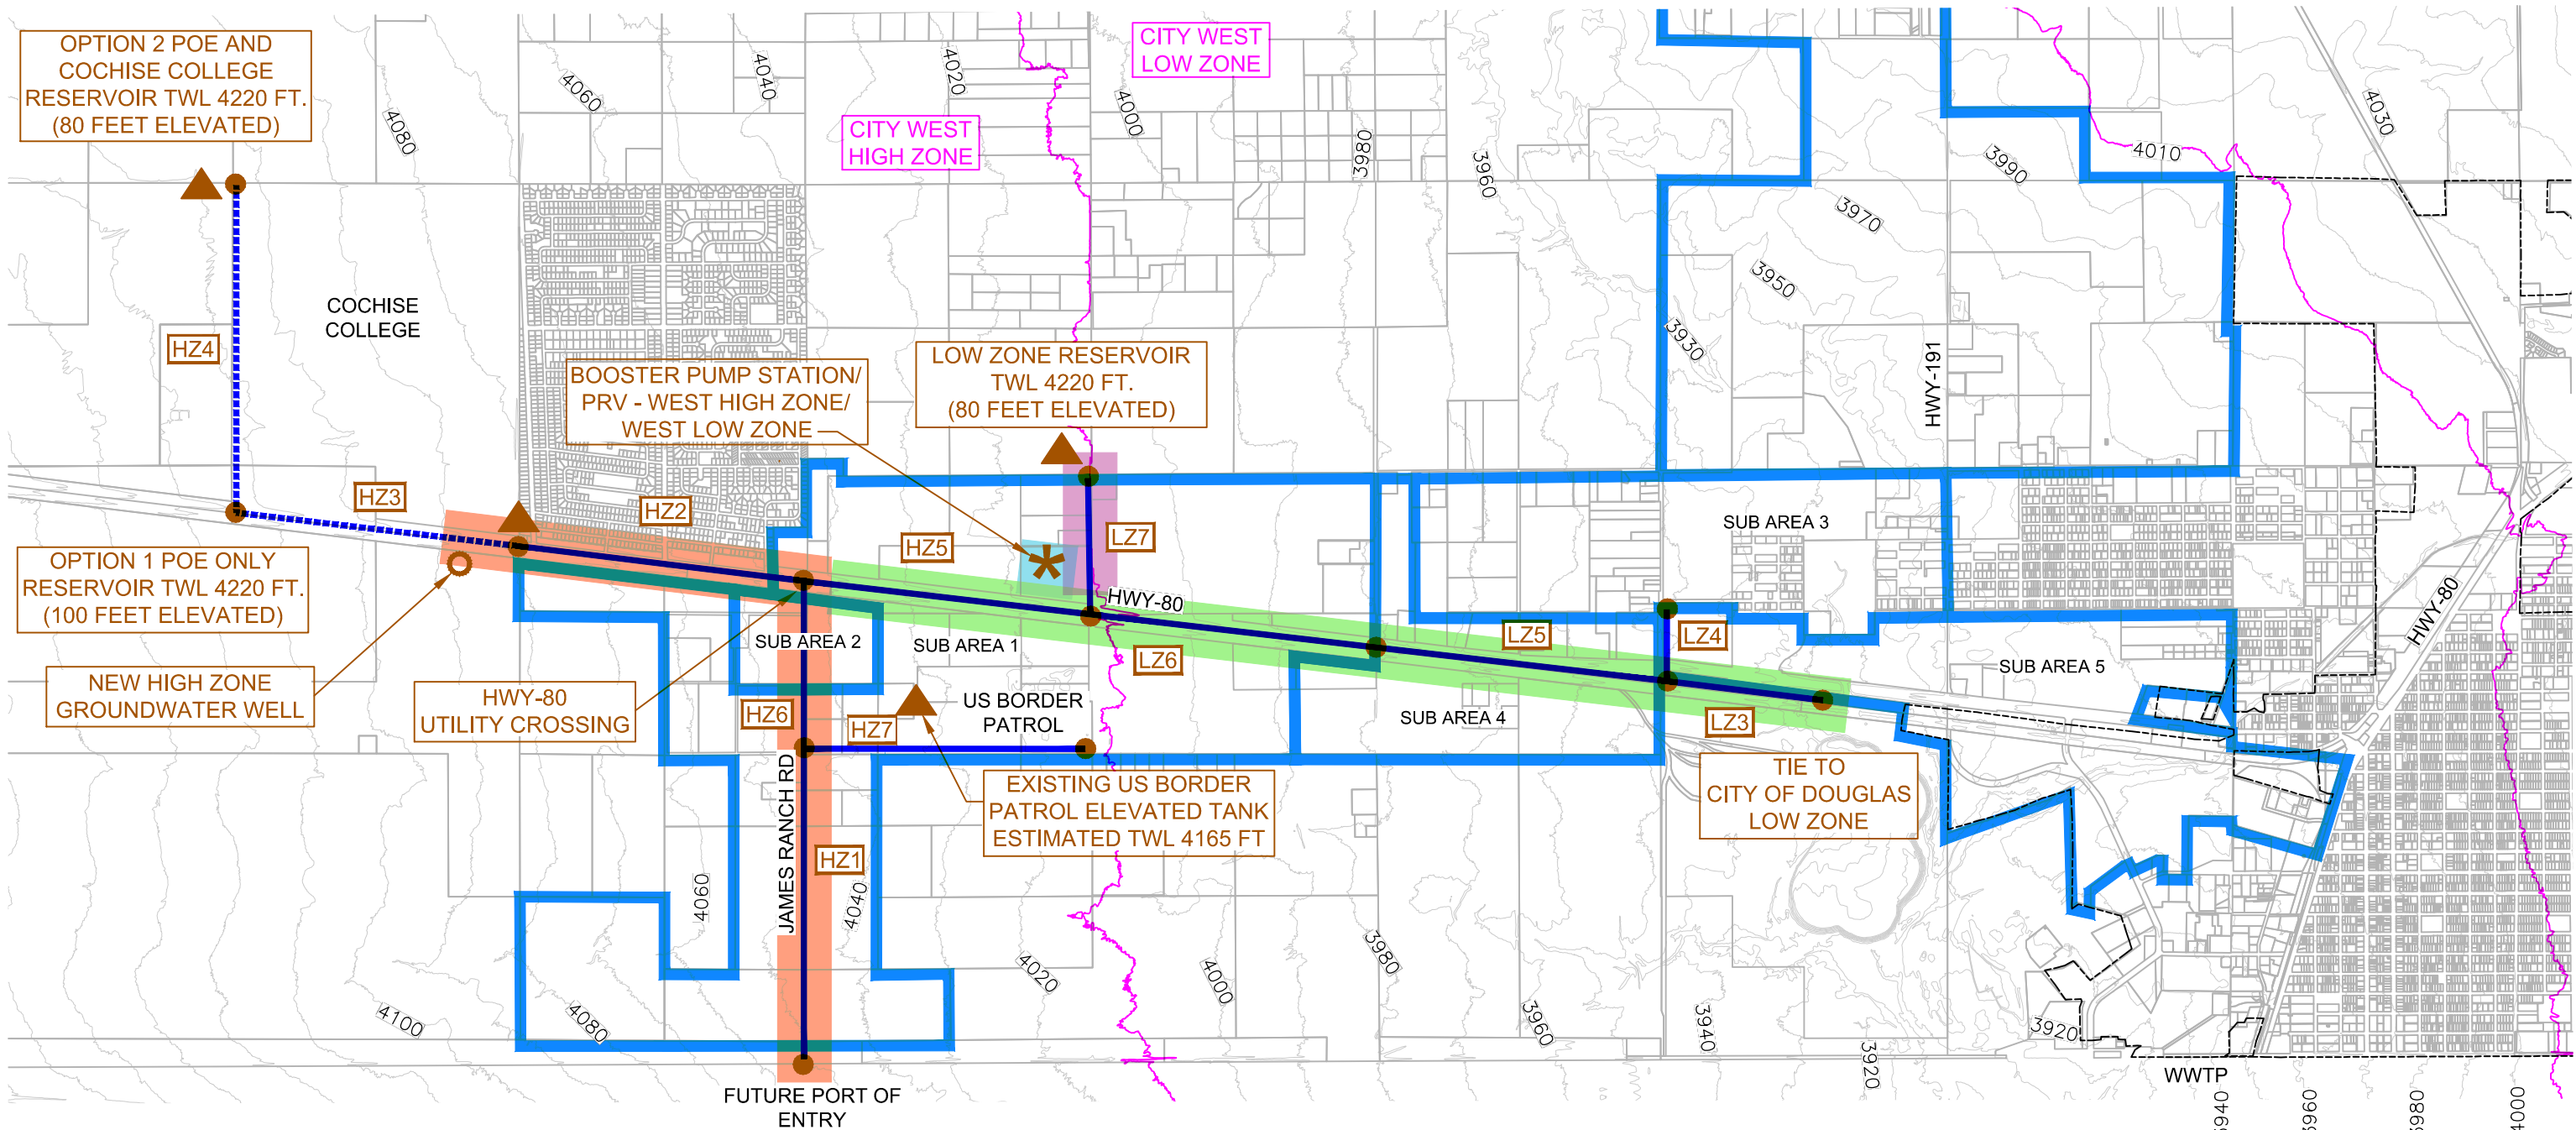 OPTION 2 POE AND
COCHISE COLLEGE
RESERVOIR TWL 4220 FT.
(80 FEET ELEVATED)
4080
4060
4040
4020
CITY WEST
LOW ZONE
CITY WEST
HIGH ZONE
4000
3980
3960
3990
4010
4030
3970
3950
3930
HWY-191
COCHISE
COLLEGE
HZ4
HZ3
HZ2
BOOSTER PUMP STATION/
PRV - WEST HIGH ZONE/
WEST LOW ZONE
LOW ZONE RESERVOIR
TWL 4220 FT.
(80 FEET ELEVATED)
HZ5
*
LZ7
HWY-80
SUB AREA 3
OPTION 1 POE ONLY
RESERVOIR TWL 4220 FT.
(100 FEET ELEVATED)
SUB AREA 2
SUB AREA 1
LZ6
LZ5
LZ4
SUB AREA 5
HWY-80
NEW HIGH ZONE
GROUNDWATER WELL
HWY-80
UTILITY CROSSING
HZ6
HZ7
US BORDER
PATROL
SUB AREA 4
LZ3
EXISTING US BORDER
PATROL ELEVATED TANK
ESTIMATED TWL 4165 FT
TIE TO
CITY OF DOUGLAS
LOW ZONE
JAMES RANCH RD
HZ1
4060
4040
4100
4080
4020
4000
3980
3960
3940
3920
3920
FUTURE PORT OF
ENTRY
WWTP
3940
3960
3980
4000